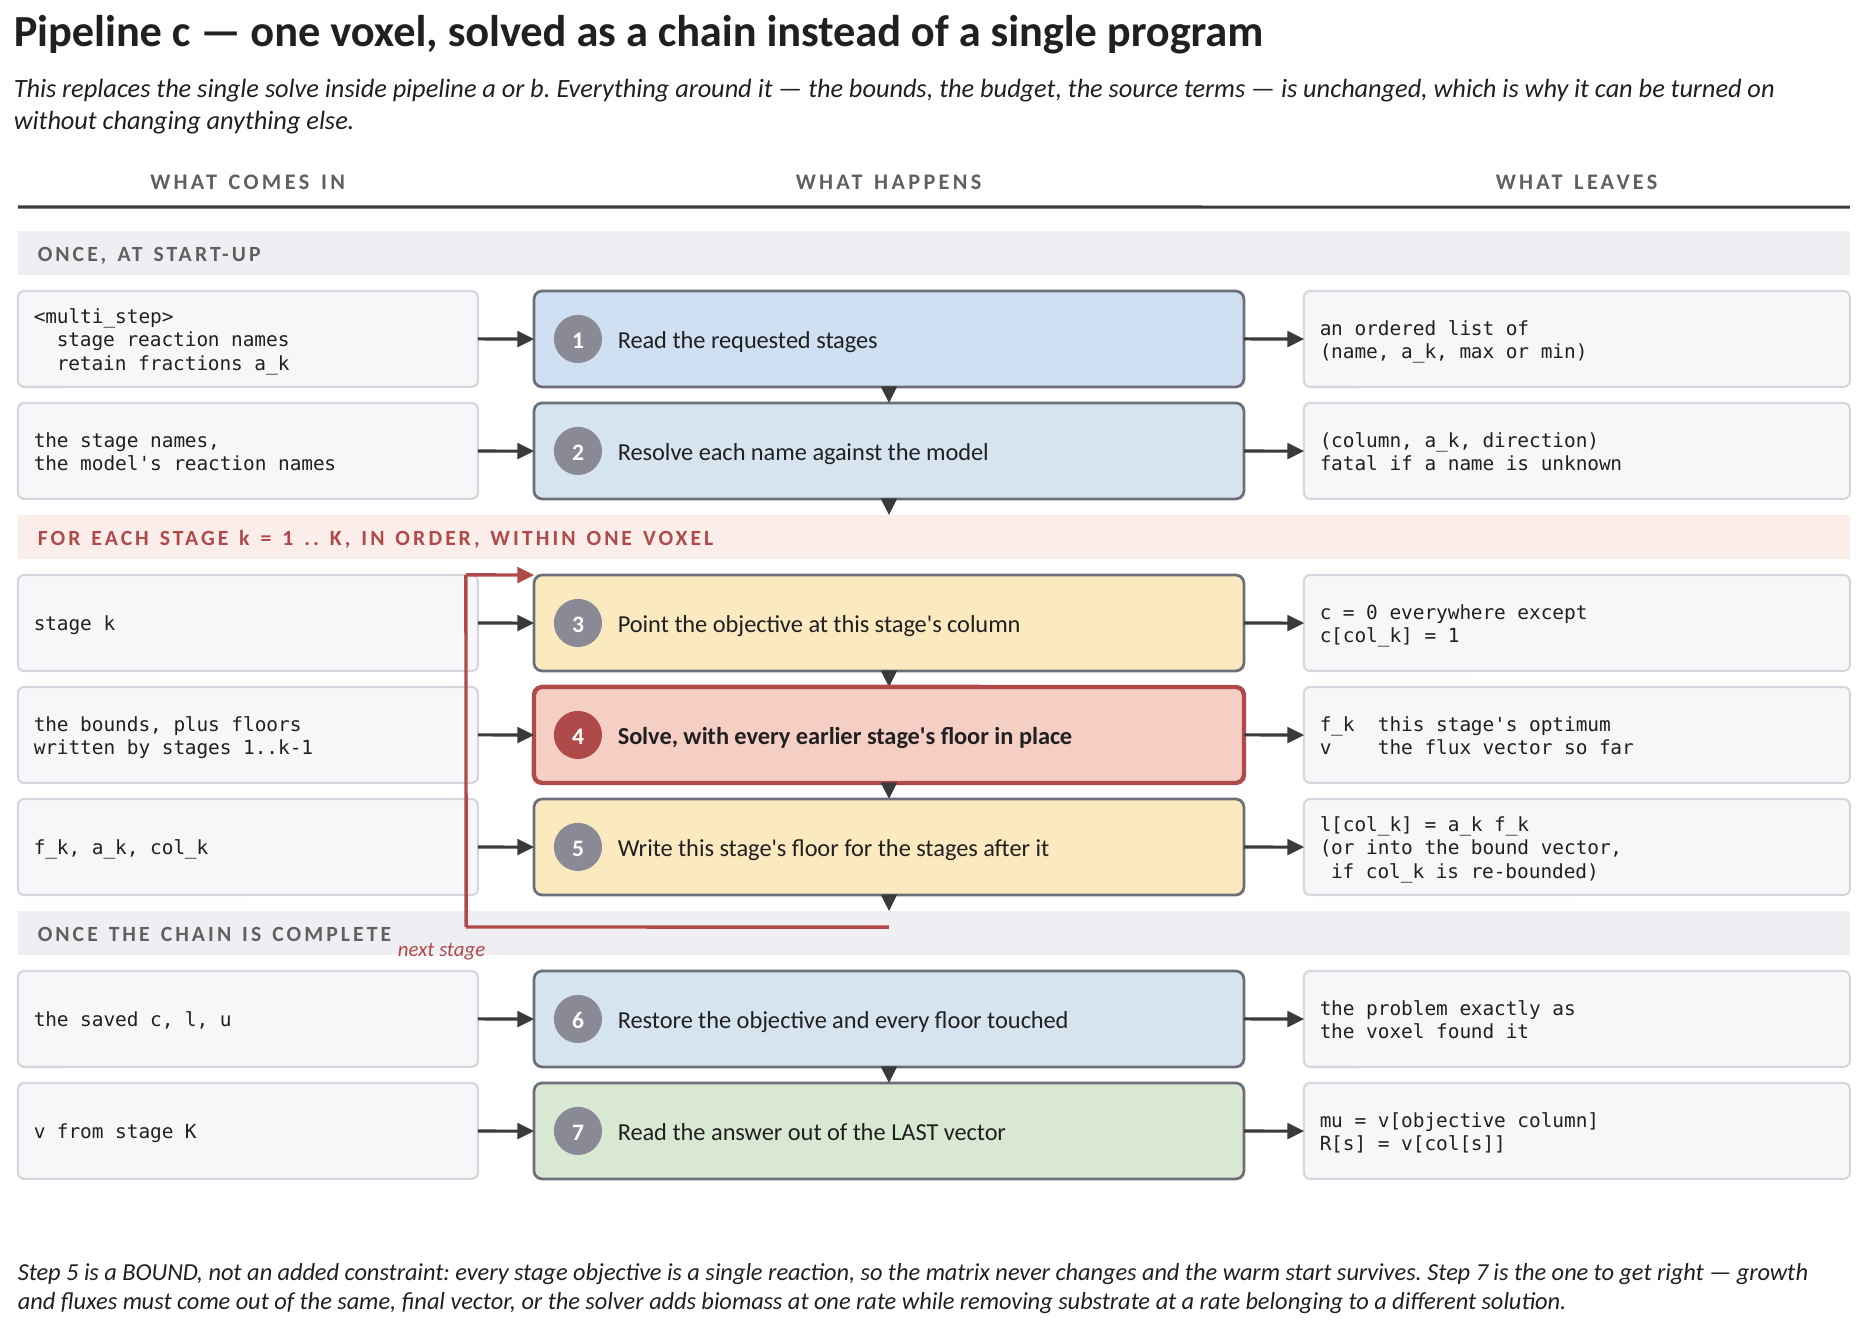 Pipeline c — one voxel, solved as a chain instead of a single program
This replaces the single solve inside pipeline a or b. Everything around it — the bounds, the budget, the source terms — is unchanged, which is why it can be turned on
without changing anything else.
WHAT COMES IN
WHAT HAPPENS
WHAT LEAVES
ONCE, AT START-UP
<multi_step>
  stage reaction names
  retain fractions a_k
1
Read the requested stages
an ordered list of
(name, a_k, max or min)
the stage names,
the model's reaction names
2
Resolve each name against the model
(column, a_k, direction)
fatal if a name is unknown
FOR EACH STAGE k = 1 .. K, IN ORDER, WITHIN ONE VOXEL
stage k
3
Point the objective at this stage's column
c = 0 everywhere except
c[col_k] = 1
the bounds, plus floors
written by stages 1..k-1
4
Solve, with every earlier stage's floor in place
f_k  this stage's optimum
v    the flux vector so far
f_k, a_k, col_k
5
Write this stage's floor for the stages after it
l[col_k] = a_k f_k
(or into the bound vector,
 if col_k is re-bounded)
ONCE THE CHAIN IS COMPLETE
next stage
the saved c, l, u
6
Restore the objective and every floor touched
the problem exactly as
the voxel found it
v from stage K
7
Read the answer out of the LAST vector
mu = v[objective column]
R[s] = v[col[s]]
Step 5 is a BOUND, not an added constraint: every stage objective is a single reaction, so the matrix never changes and the warm start survives. Step 7 is the one to get right — growth
and fluxes must come out of the same, final vector, or the solver adds biomass at one rate while removing substrate at a rate belonging to a different solution.